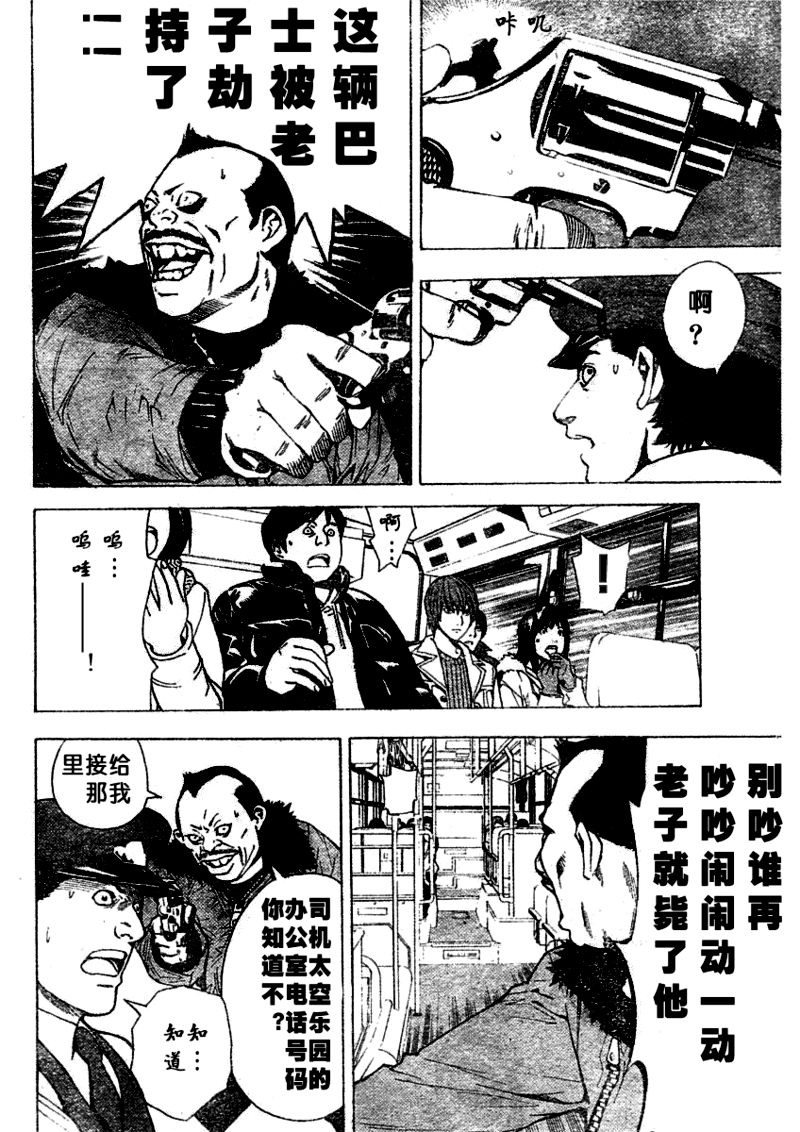 咔叽
啊
？
这辆巴
士被老
子劫
持了
！！
！
啊…
呜…
呜哇——！
别吵谁再
吵吵闹闹动一动
老子就毙了他
给我
接那
里
司机太空乐园的
办公室电话号码
你知道不？
知…
知道